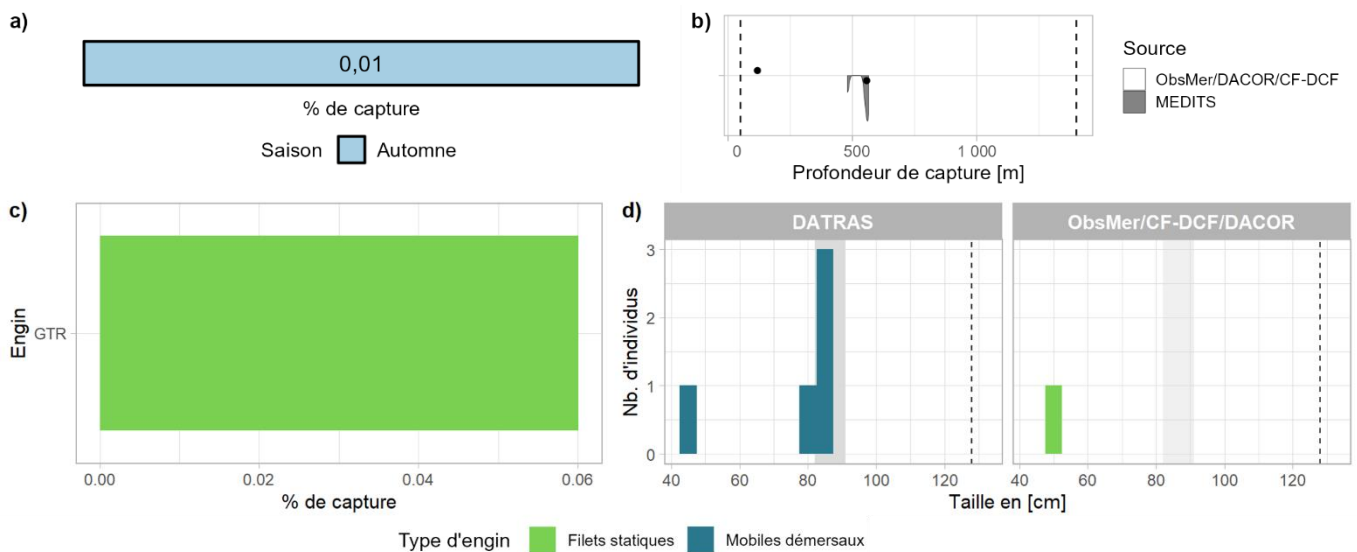 a)
0,01
% de capture
Saison Automne
b)
0 500 1 000
Profondeur de capture [m]
Source
ObsMer/DACOR/CF-DCF
MEDITS
c)
Engin
GTR
0.00 0.02 0.04 0.06
% de capture
d)
DATRAS ObsMer/CF-DCF/DACOR
Nb. d'individus
3
2
1
0
40 60 80 100 120 40 60 80 100 120
Taille en [cm]
Type d'engin Filets statiques Mobiles démersaux